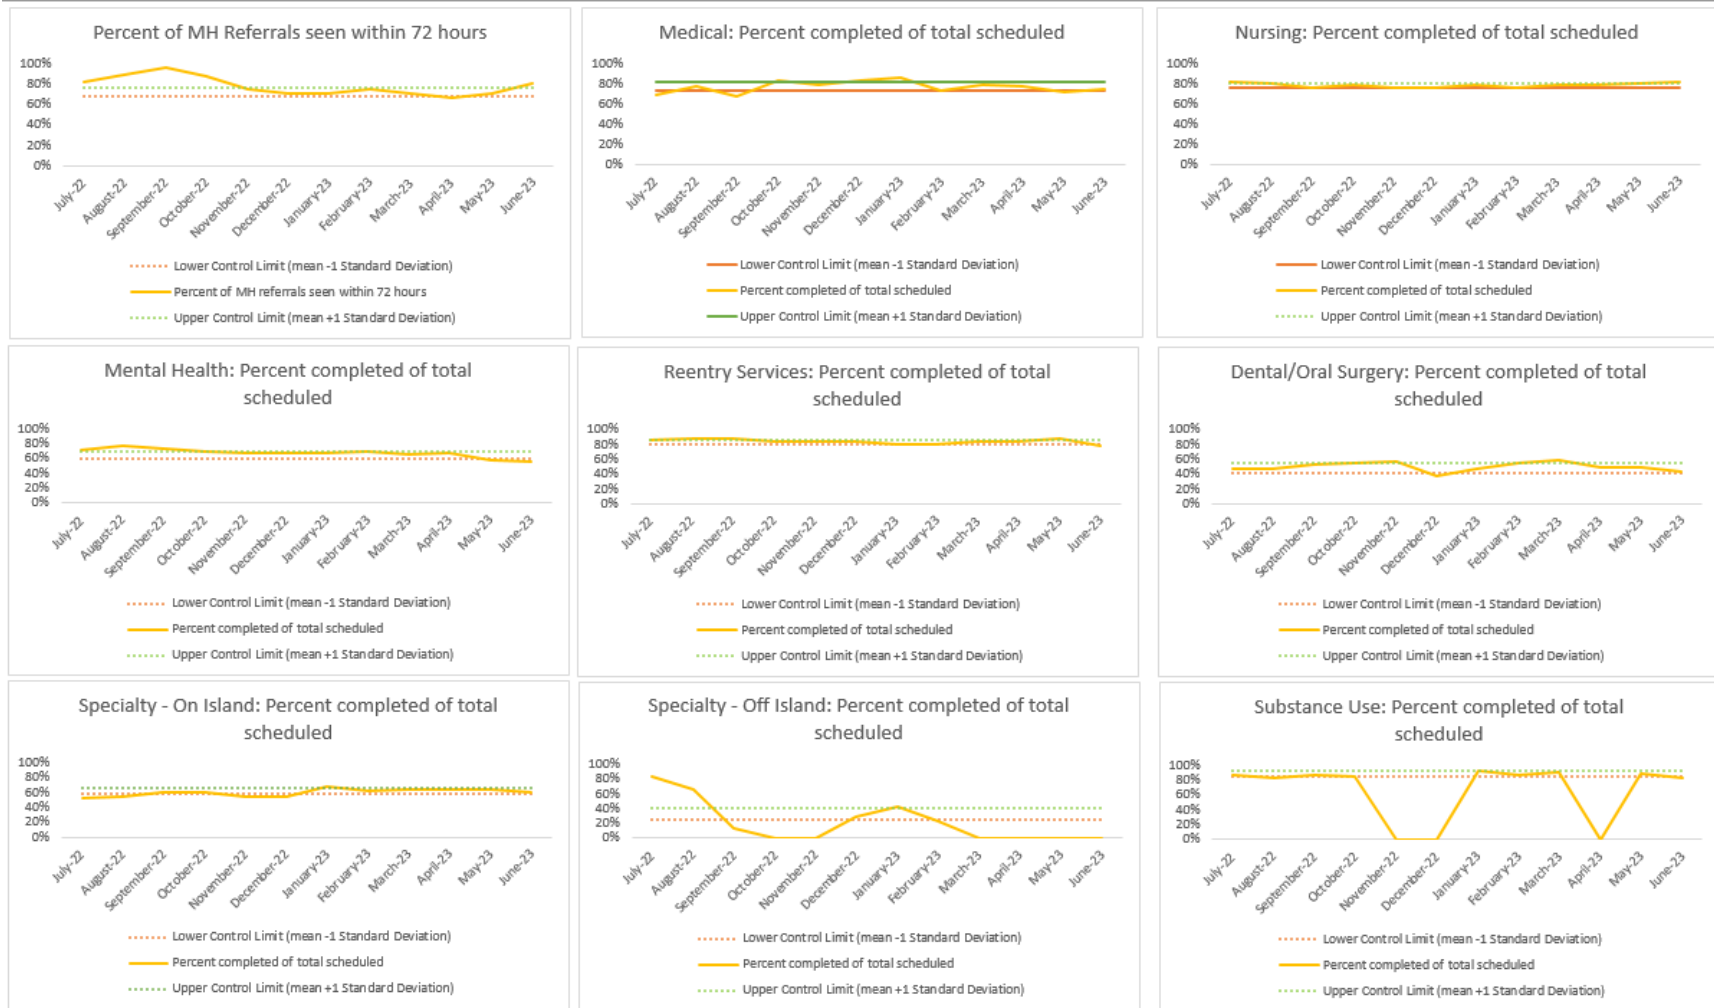 Percent of MH Referrals seen within 72 hours
100%
80%
60%
40%
20%
0%
July-22
August-22
September-22
October-22
November-22
December-22
January-23
February-23
March-23
April-23
May-23
June-23
Lower Control Limit (mean -1 Standard Deviation)
Percent of MH referrals seen within 72 hours
Upper Control Limit (mean +1 Standard Deviation)
Medical: Percent completed of total scheduled
100%
80%
60%
40%
20%
0%
July-22
August-22
September-22
October-22
November-22
December-22
January-23
February-23
March-23
April-23
May-23
June-23
Lower Control Limit (mean -1 Standard Deviation)
Percent completed of total scheduled
Upper Control Limit (mean +1 Standard Deviation)
Nursing: Percent completed of total scheduled
100%
80%
60%
40%
20%
0%
July-22
August-22
September-22
October-22
November-22
December-22
January-23
February-23
March-23
April-23
May-23
June-23
Lower Control Limit (mean -1 Standard Deviation)
Percent completed of total scheduled
Upper Control Limit (mean +1 Standard Deviation)
Mental Health: Percent completed of total
scheduled
100%
80%
60%
40%
20%
0%
July-22
August-22
September-22
October-22
November-22
December-22
January-23
February-23
March-23
April-23
May-23
June-23
Lower Control Limit (mean -1 Standard Deviation)
Percent completed of total scheduled
Upper Control Limit (mean +1 Standard Deviation)
Reentry Services: Percent completed of total
scheduled
100%
80%
60%
40%
20%
0%
July-22
August-22
September-22
October-22
November-22
December-22
January-23
February-23
March-23
April-23
May-23
June-23
Lower Control Limit (mean -1 Standard Deviation)
Percent completed of total scheduled
Upper Control Limit (mean +1 Standard Deviation)
Dental/Oral Surgery: Percent completed of total
scheduled
100%
80%
60%
40%
20%
0%
July-22
August-22
September-22
October-22
November-22
December-22
January-23
February-23
March-23
April-23
May-23
June-23
Lower Control Limit (mean -1 Standard Deviation)
Percent completed of total scheduled
Upper Control Limit (mean +1 Standard Deviation)
Specialty - On Island: Percent completed of total
scheduled
100%
80%
60%
40%
20%
0%
July-22
August-22
September-22
October-22
November-22
December-22
January-23
February-23
March-23
April-23
May-23
June-23
Lower Control Limit (mean -1 Standard Deviation)
Percent completed of total scheduled
Upper Control Limit (mean +1 Standard Deviation)
Specialty - Off Island: Percent completed of total
scheduled
100%
80%
60%
40%
20%
0%
July-22
August-22
September-22
October-22
November-22
December-22
January-23
February-23
March-23
April-23
May-23
June-23
Lower Control Limit (mean -1 Standard Deviation)
Percent completed of total scheduled
Upper Control Limit (mean +1 Standard Deviation)
Substance Use: Percent completed of total
scheduled
100%
80%
60%
40%
20%
0%
July-22
August-22
September-22
October-22
November-22
December-22
January-23
February-23
March-23
April-23
May-23
June-23
Lower Control Limit (mean -1 Standard Deviation)
Percent completed of total scheduled
Upper Control Limit (mean +1 Standard Deviation)